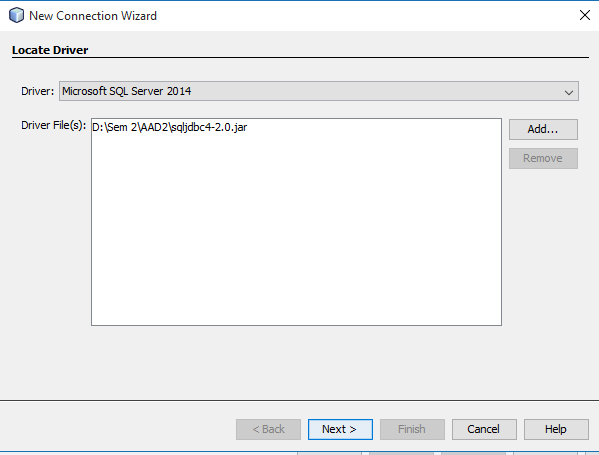 New Connection Wizard
Locate Driver
Driver: Microsoft SQL Server 2014
Driver File(s): D:\Sem 2\AAD2\sqljdbc4-2.0.jar
Add...
Remove
< Back Next > Finish Cancel Help